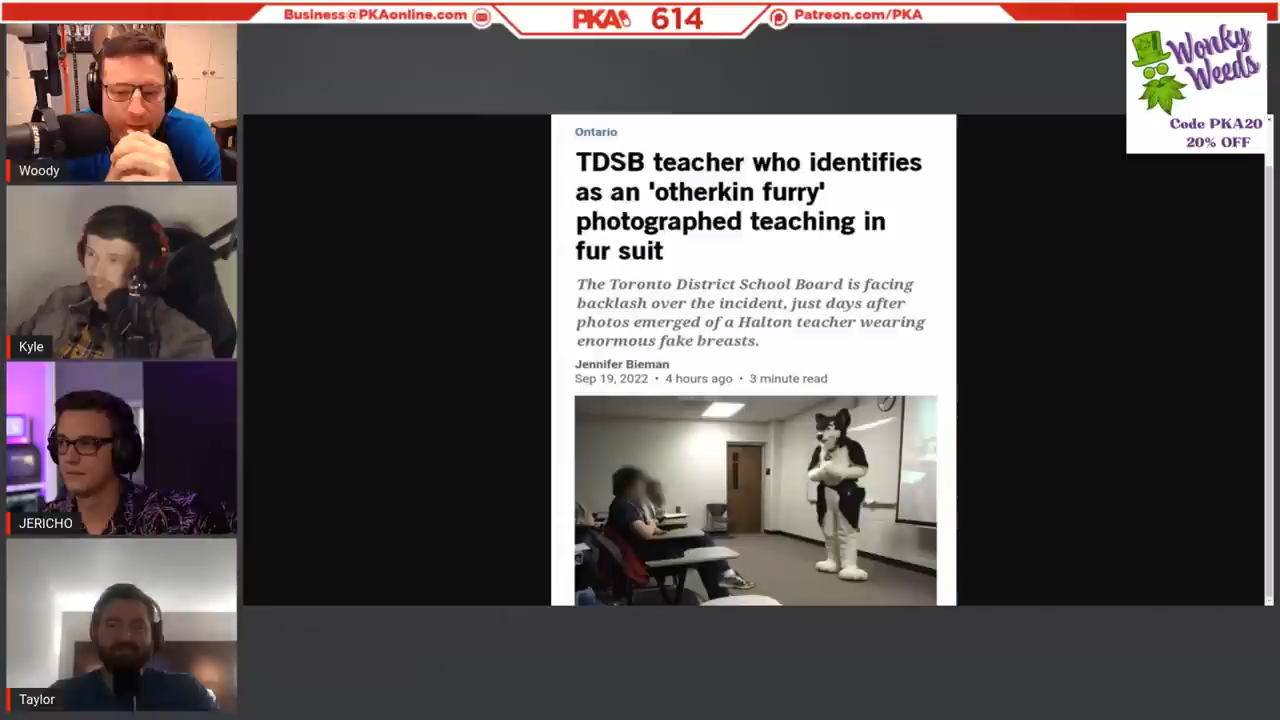 Business@PKAonline.com
PKA 614
Patreon.com/PKA
Wonky
Weeds
Code PKA20
20% OFF
Woody
Kyle
JERICHO
Taylor
Ontario
TDSB teacher who identifies
as an 'otherkin furry'
photographed teaching in
fur suit
The Toronto District School Board is facing
backlash over the incident, just days after
photos emerged of a Halton teacher wearing
enormous fake breasts.
Jennifer Bieman
Sep 19, 2022 • 4 hours ago • 3 minute read